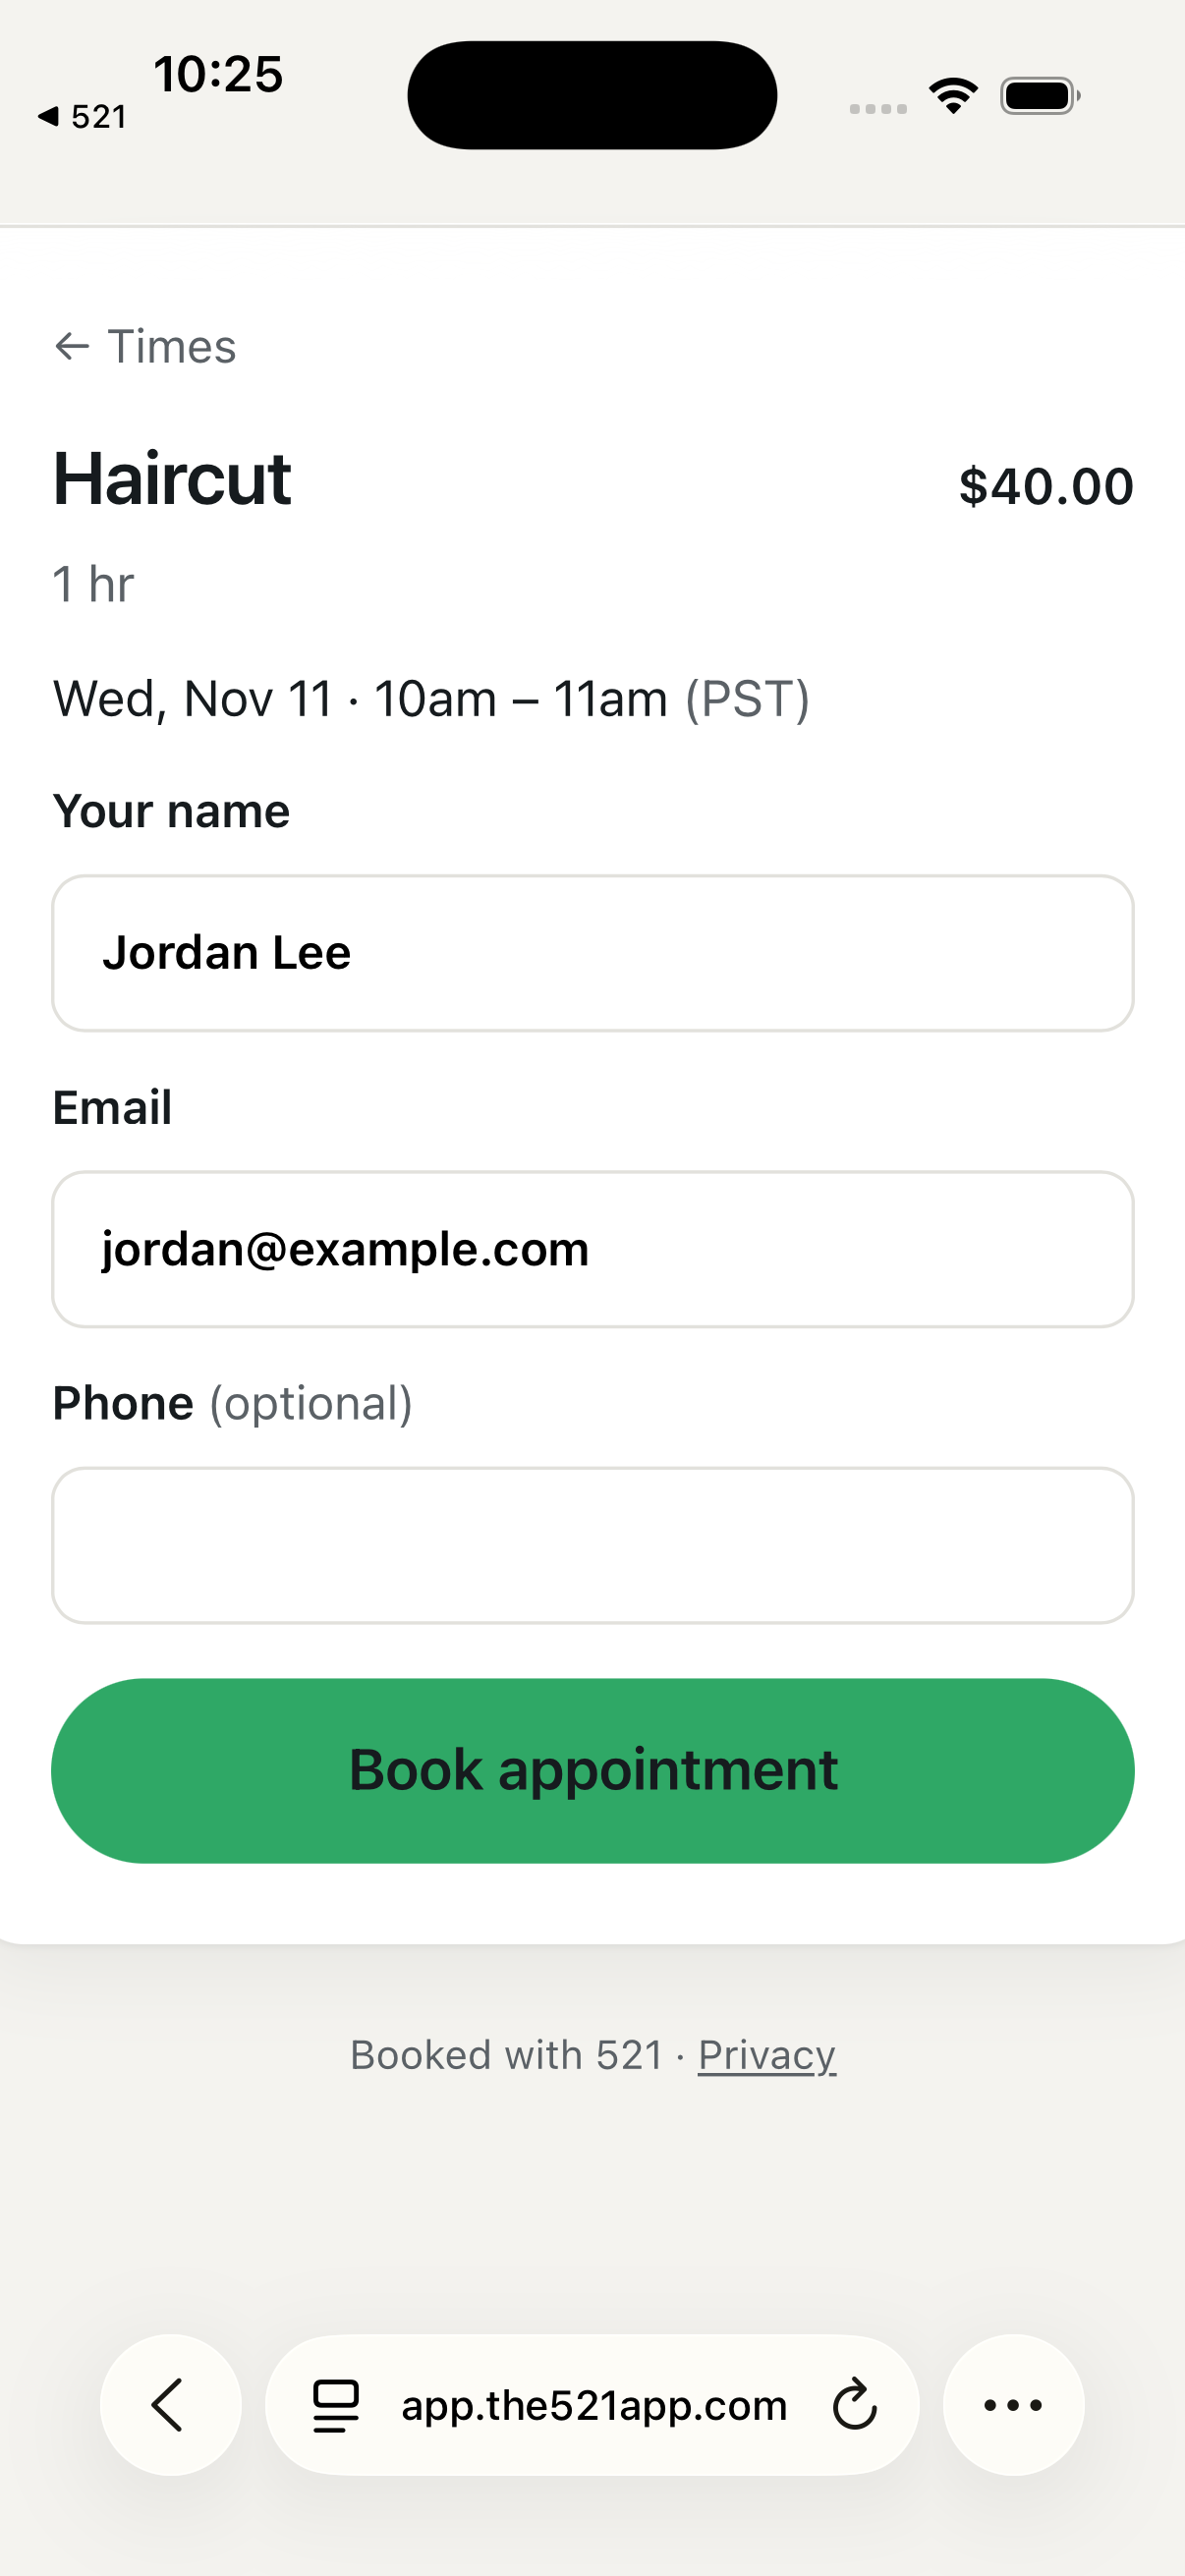 10:25
521
← Times
Haircut
$40.00
1 hr
Wed, Nov 11 · 10am – 11am (PST)
Your name
Jordan Lee
Email
jordan@example.com
Phone (optional)
Book appointment
Booked with 521 · Privacy
app.the521app.com